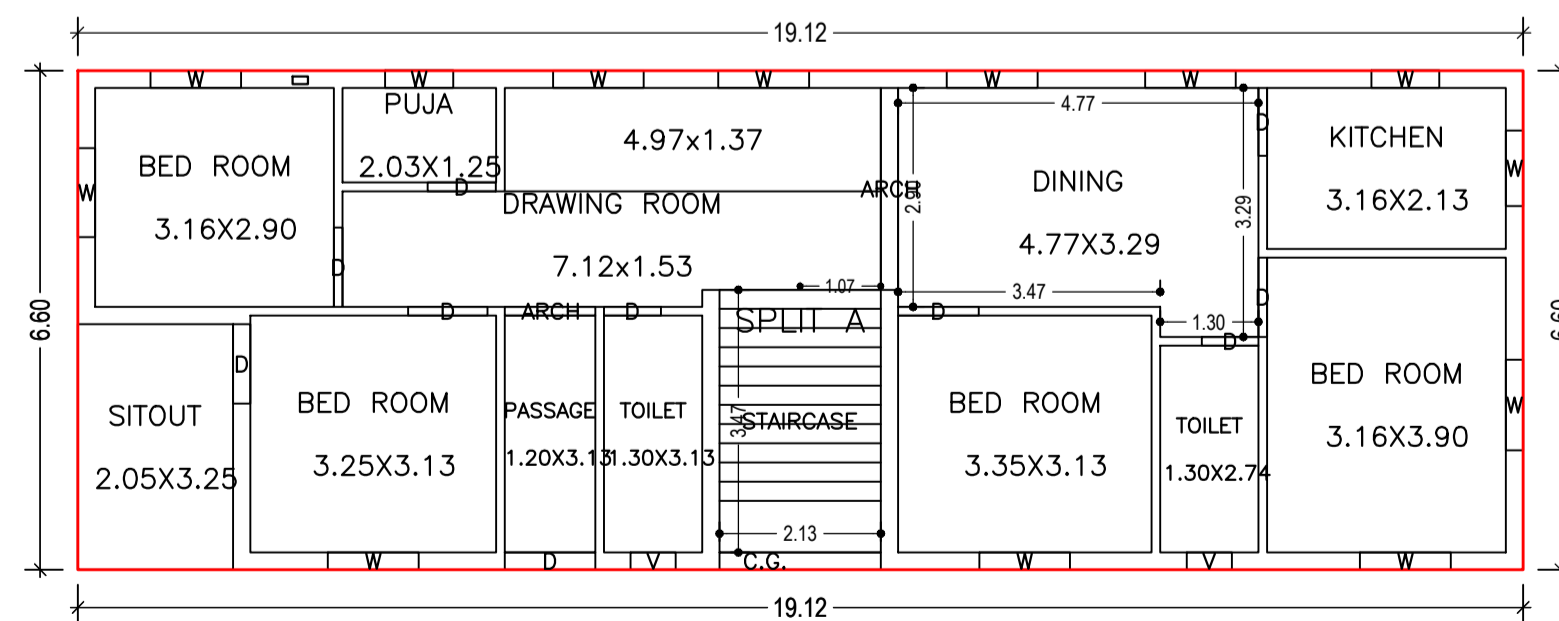 19.12
W
W
W
W
W
W
W
PUJA
4.77
D
BED ROOM
2.03X1.25
4.97x1.37
KITCHEN
W
D
ARCH
DINING
W
3.16X2.90
DRAWING ROOM
2.90
3.29
3.16X2.13
4.77X3.29
7.12x1.53
D
1.07
3.47
D
6.60
D
ARCH
D
SPLIT A
D
1.30
6.60
D
D
BED ROOM
SITOUT
BED ROOM
PASSAGE
TOILET
STAIRCASE
3.47
BED ROOM
TOILET
W
2.05X3.25
3.25X3.13
1.20X3.13
1.30X3.13
3.35X3.13
1.30X2.74
3.16X3.90
2.13
W
D
V
C.G.
W
V
W
19.12